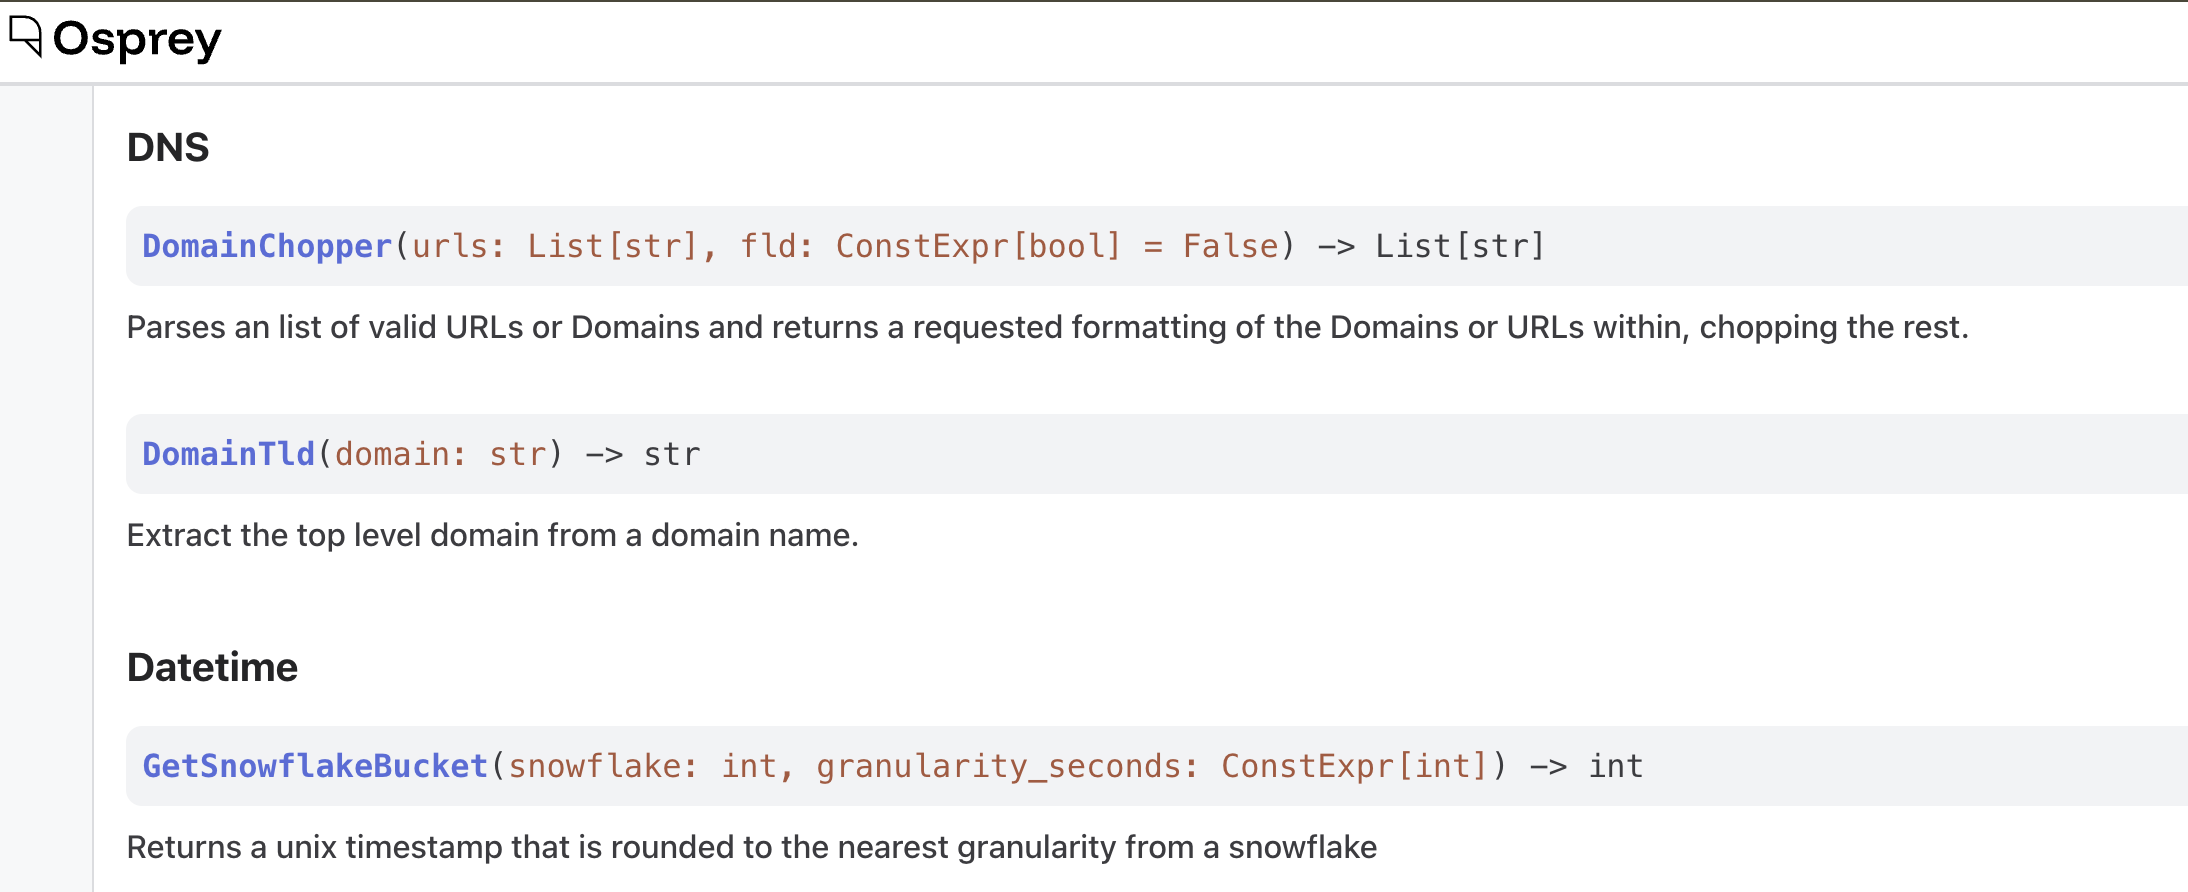 Osprey
DNS
DomainChopper(urls: List[str], fld: ConstExpr[bool] = False) -> List[str]
Parses an list of valid URLs or Domains and returns a requested formatting of the Domains or URLs within, chopping the rest.
DomainTld(domain: str) -> str
Extract the top level domain from a domain name.
Datetime
GetSnowflakeBucket(snowflake: int, granularity_seconds: ConstExpr[int]) -> int
Returns a unix timestamp that is rounded to the nearest granularity from a snowflake